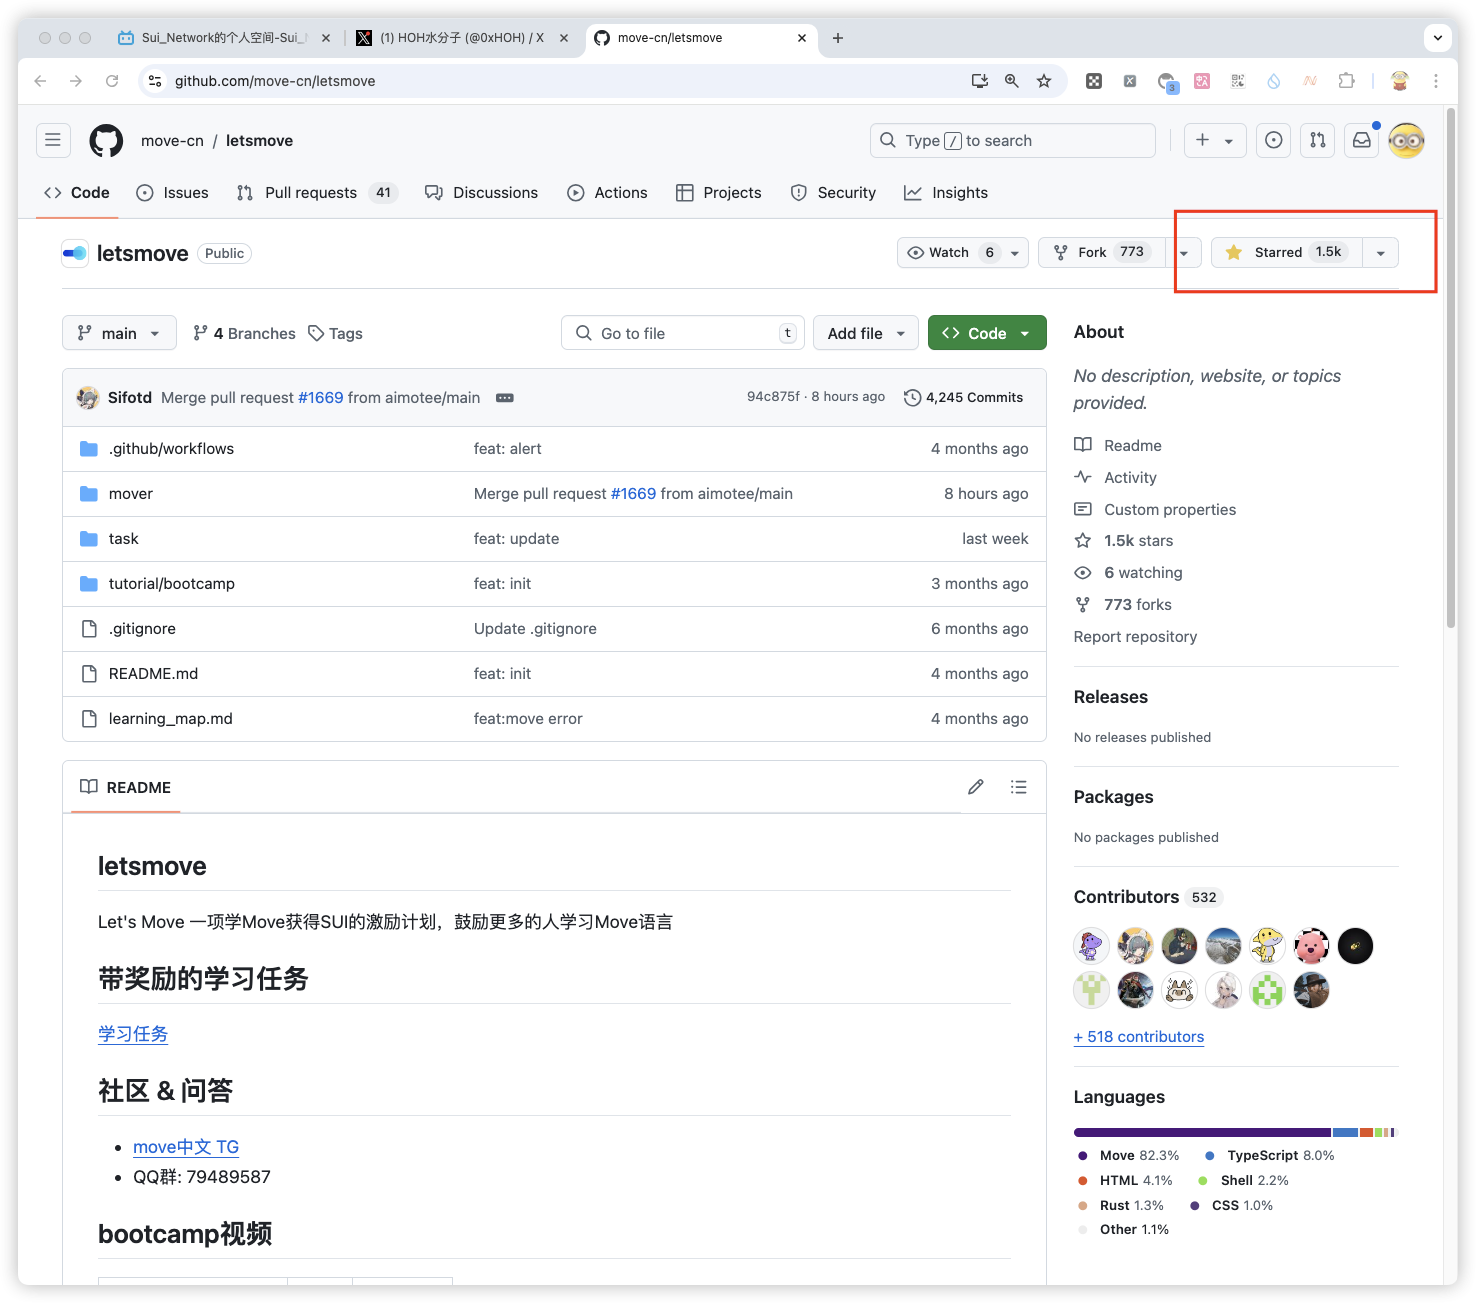 Sui_Network的个人空间-Sui_
(1) HOH水分子 (@0xHOH) / X
move-cn/letsmove
github.com/move-cn/letsmove
3
move-cn / letsmove
Type / to search
Code
Issues
Pull requests 41
Discussions
Actions
Projects
Security
Insights
letsmove Public
Watch 6
Fork 773
Starred 1.5k
main
4 Branches
Tags
Go to file t
Add file
Code
Sifotd Merge pull request #1669 from aimotee/main
94c875f · 8 hours ago
4,245 Commits
.github/workflows feat: alert 4 months ago
mover Merge pull request #1669 from aimotee/main 8 hours ago
task feat: update last week
tutorial/bootcamp feat: init 3 months ago
.gitignore Update .gitignore 6 months ago
README.md feat: init 4 months ago
learning_map.md feat:move error 4 months ago
README
letsmove
Let's Move 一项学Move获得SUI的激励计划，鼓励更多的人学习Move语言
带奖励的学习任务
学习任务
社区 & 问答
move中文 TG
QQ群: 79489587
bootcamp视频
About
No description, website, or topics
provided.
Readme
Activity
Custom properties
1.5k stars
6 watching
773 forks
Report repository
Releases
No releases published
Packages
No packages published
Contributors 532
+ 518 contributors
Languages
Move 82.3% TypeScript 8.0%
HTML 4.1% Shell 2.2%
Rust 1.3% CSS 1.0%
Other 1.1%